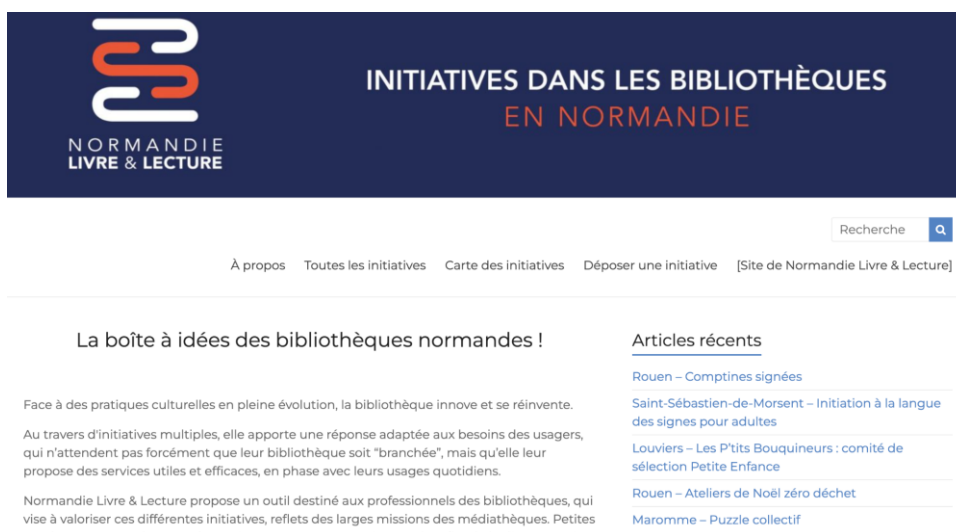 NORMANDIE
LIVRE & LECTURE
INITIATIVES DANS LES BIBLIOTHÈQUES
EN NORMANDIE
Recherche
À propos Toutes les initiatives Carte des initiatives Déposer une initiative [Site de Normandie Livre & Lecture]
La boîte à idées des bibliothèques normandes !
Face à des pratiques culturelles en pleine évolution, la bibliothèque innove et se réinvente.
Au travers d'initiatives multiples, elle apporte une réponse adaptée aux besoins des usagers,
qui n'attendent pas forcément que leur bibliothèque soit "branchée", mais qu'elle leur
propose des services utiles et efficaces, en phase avec leurs usages quotidiens.
Normandie Livre & Lecture propose un outil destiné aux professionnels des bibliothèques, qui
vise à valoriser ces différentes initiatives, reflets des larges missions des médiathèques. Petites
Articles récents
Rouen – Comptines signées
Saint-Sébastien-de-Morsent – Initiation à la langue
des signes pour adultes
Louviers – Les P'tits Bouquineurs : comité de
sélection Petite Enfance
Rouen – Ateliers de Noël zéro déchet
Maromme – Puzzle collectif